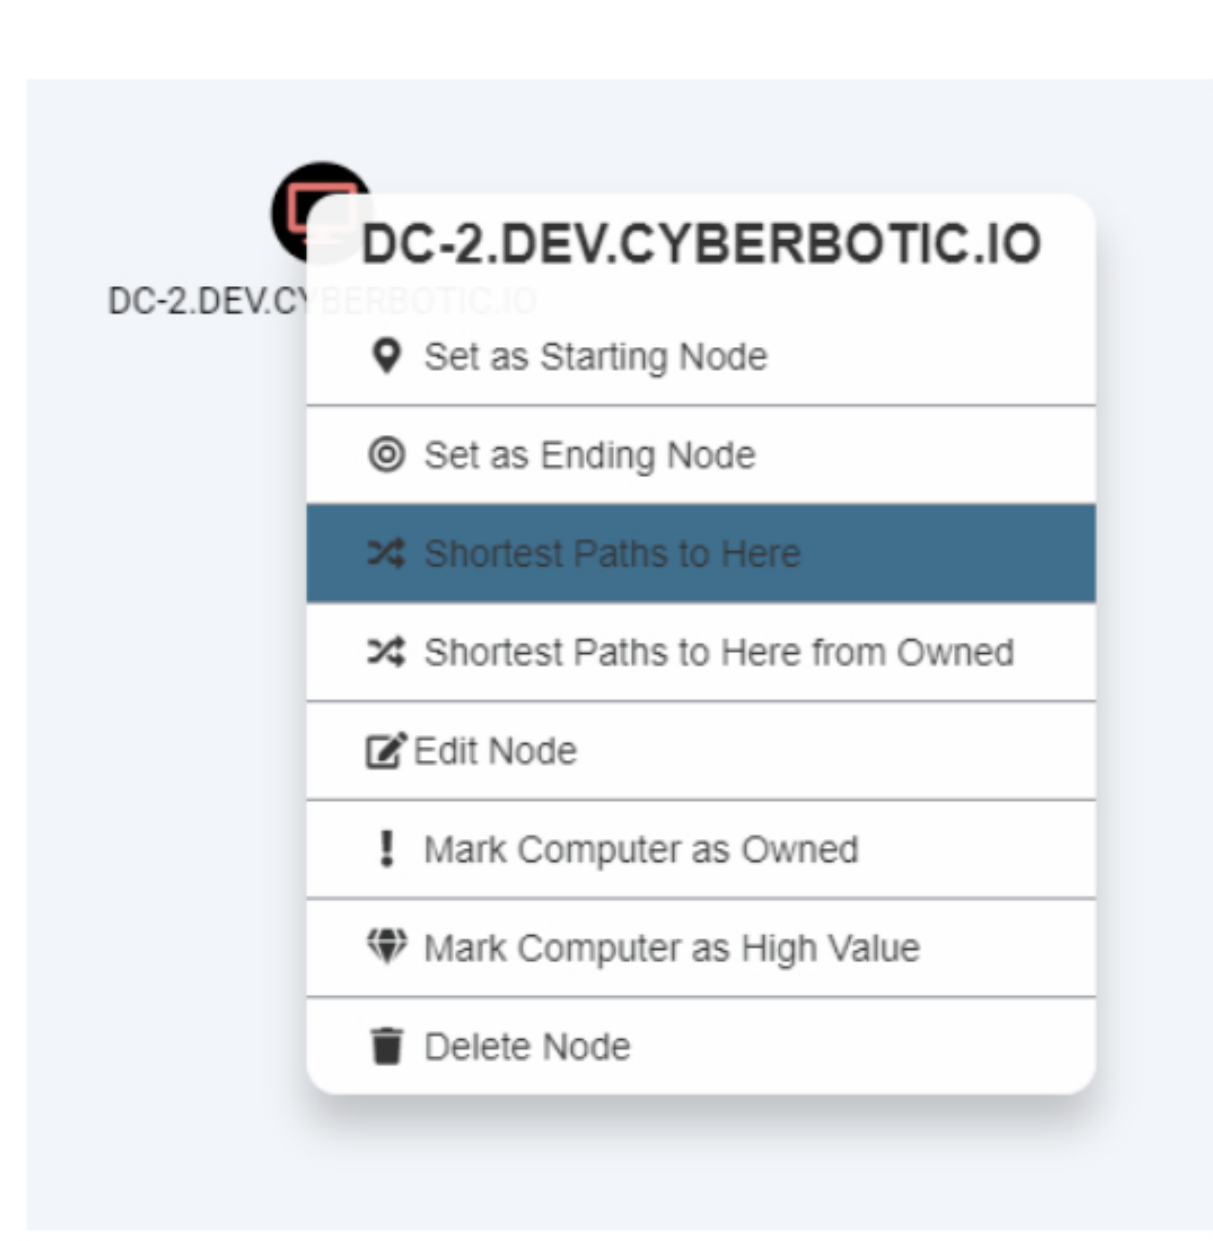 DC-2.DEV.CYBERBOTIC.IO
DC-2.DEV.CYBERBOTIC.IO
Set as Starting Node
Set as Ending Node
Shortest Paths to Here
Shortest Paths to Here from Owned
Edit Node
Mark Computer as Owned
Mark Computer as High Value
Delete Node